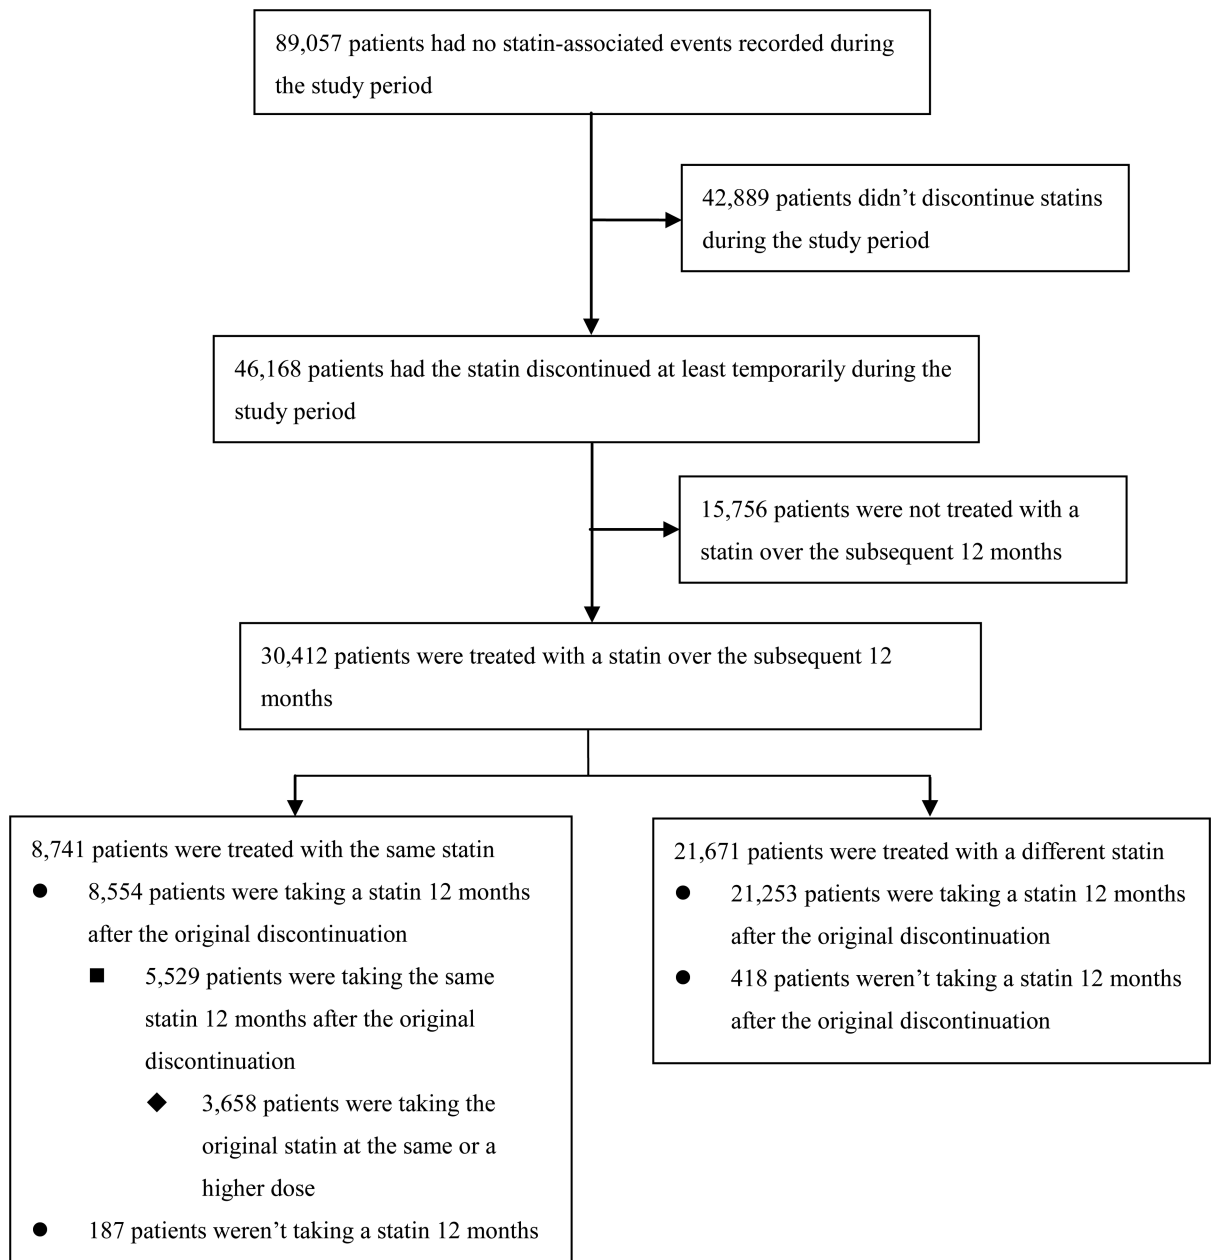 89,057 patients had no statin-associated events recorded during
the study period
42,889 patients didn’t discontinue statins
during the study period
46,168 patients had the statin discontinued at least temporarily during the
study period
15,756 patients were not treated with a
statin over the subsequent 12 months
30,412 patients were treated with a statin over the subsequent 12
months
8,741 patients were treated with the same statin
● 8,554 patients were taking a statin 12 months
after the original discontinuation
■ 5,529 patients were taking the same
statin 12 months after the original
discontinuation
◆ 3,658 patients were taking the
original statin at the same or a
higher dose
● 187 patients weren’t taking a statin 12 months
21,671 patients were treated with a different statin
● 21,253 patients were taking a statin 12 months
after the original discontinuation
● 418 patients weren’t taking a statin 12 months
after the original discontinuation